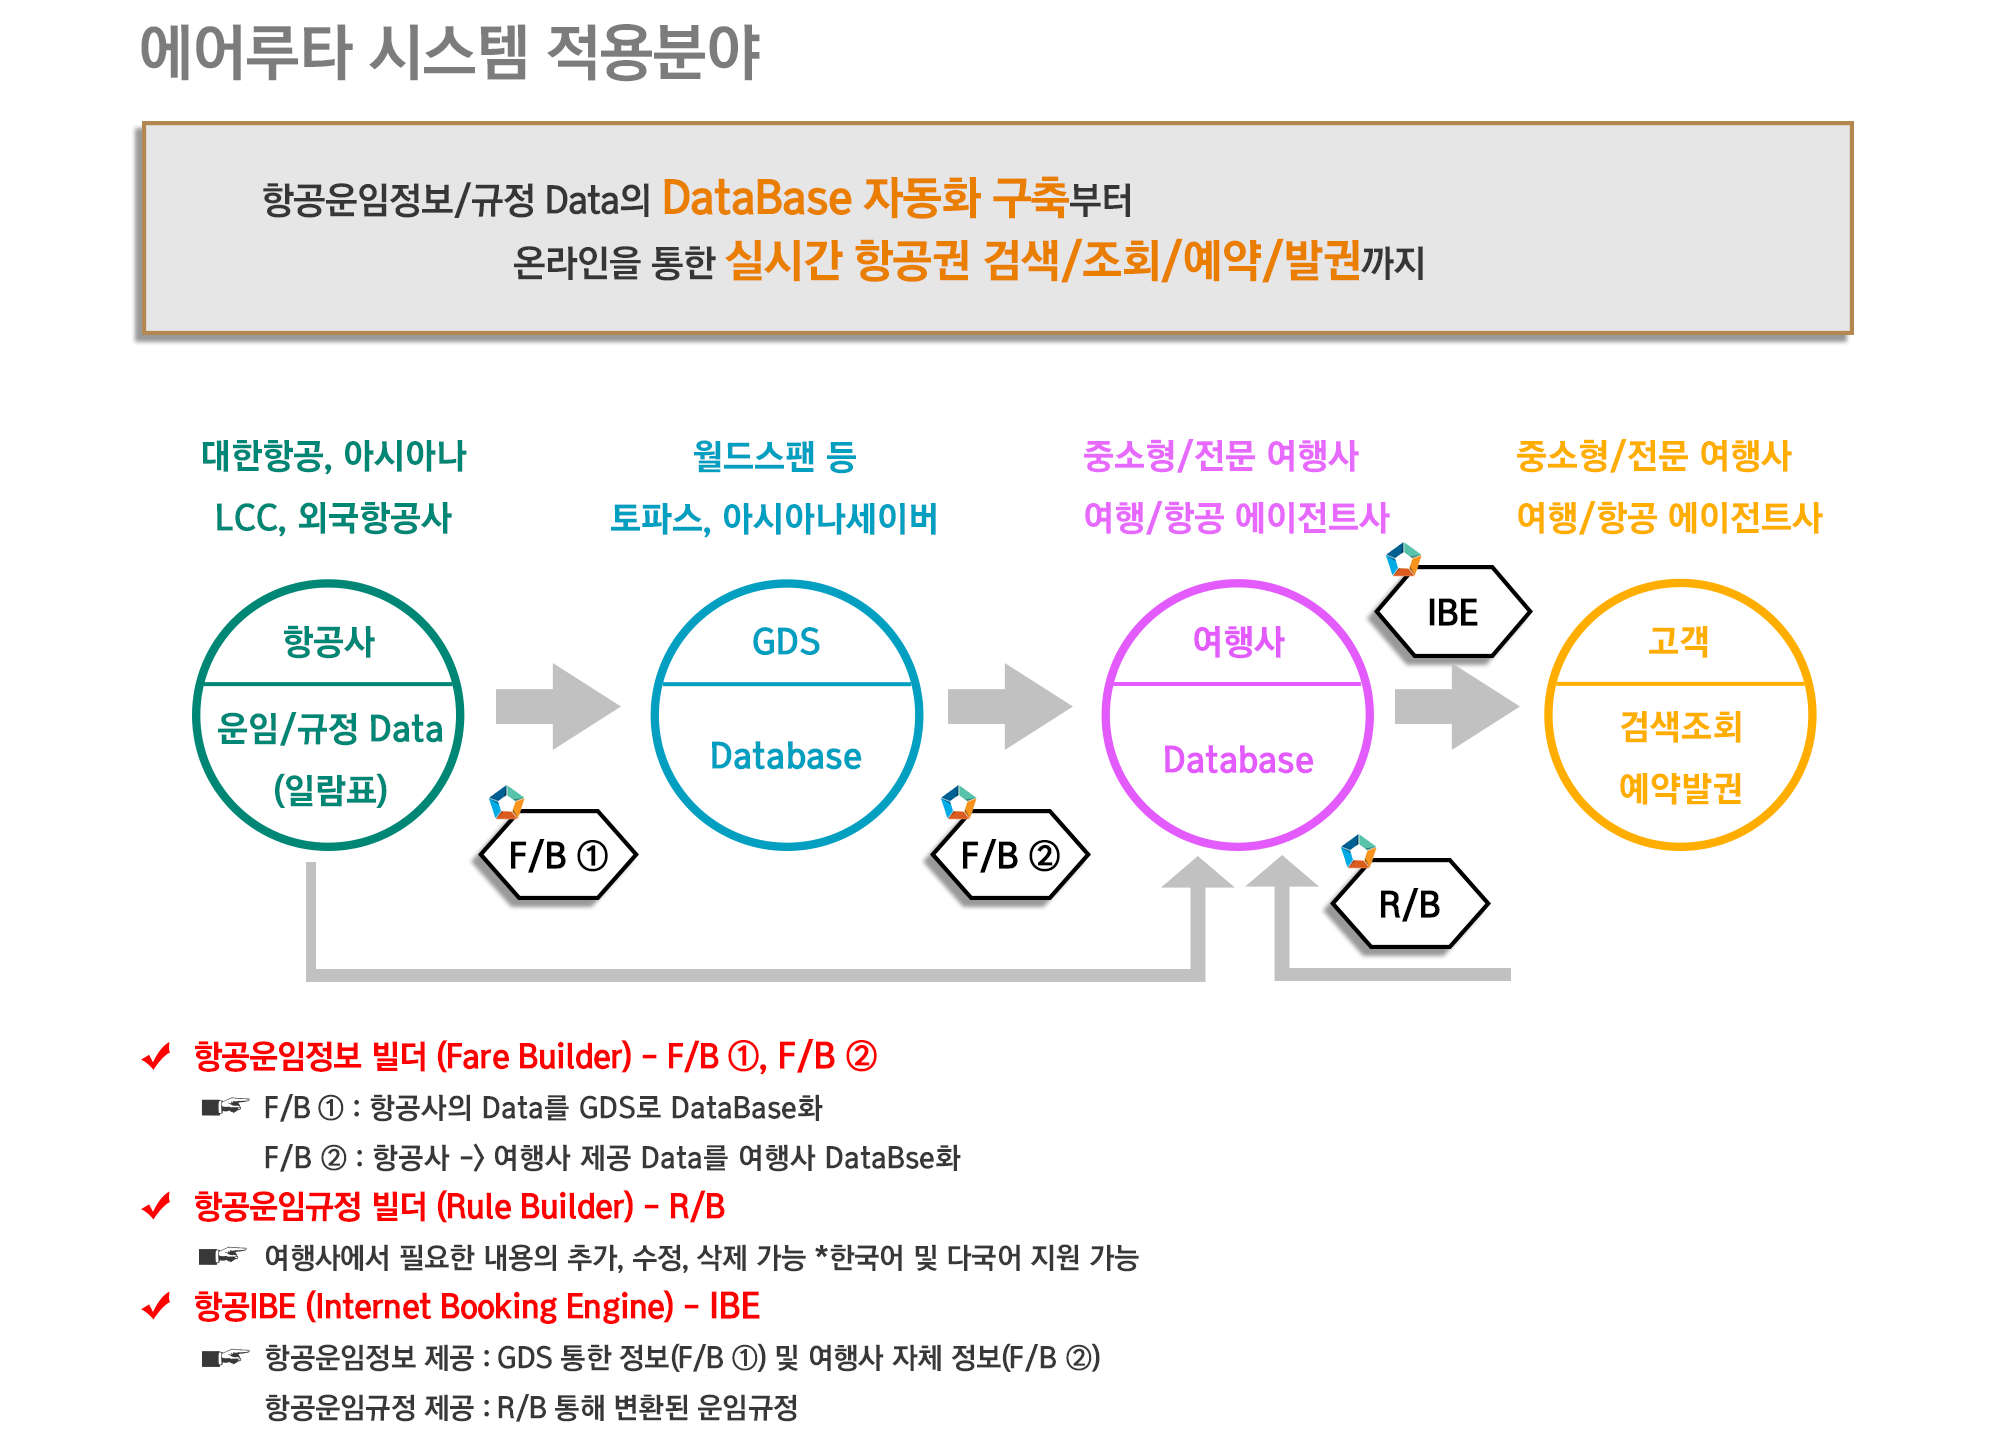 에어루타 시스템 적용분야
항공운임정보/규정 Data의 DataBase 자동화 구축부터
온라인을 통한 실시간 항공권 검색/조회/예약/발권까지
대한항공, 아시아나
LCC, 외국항공사
월드스팬 등
토파스, 아시아나세이버
중소형/전문 여행사
여행/항공 에이전트사
중소형/전문 여행사
여행/항공 에이전트사
항공사
운임/규정 Data
(일람표)
F/B ①
GDS
Database
F/B ②
여행사
Database
IBE
R/B
고객
검색조회
예약발권
항공운임정보 빌더 (Fare Builder) - F/B ①, F/B ②
F/B ① : 항공사의 Data를 GDS로 DataBase화
F/B ② : 항공사 -> 여행사 제공 Data를 여행사 DataBse화
항공운임규정 빌더 (Rule Builder) - R/B
여행사에서 필요한 내용의 추가, 수정, 삭제 가능 *한국어 및 다국어 지원 가능
항공IBE (Internet Booking Engine) - IBE
항공운임정보 제공 : GDS 통한 정보(F/B ①) 및 여행사 자체 정보(F/B ②)
항공운임규정 제공 : R/B 통해 변환된 운임규정